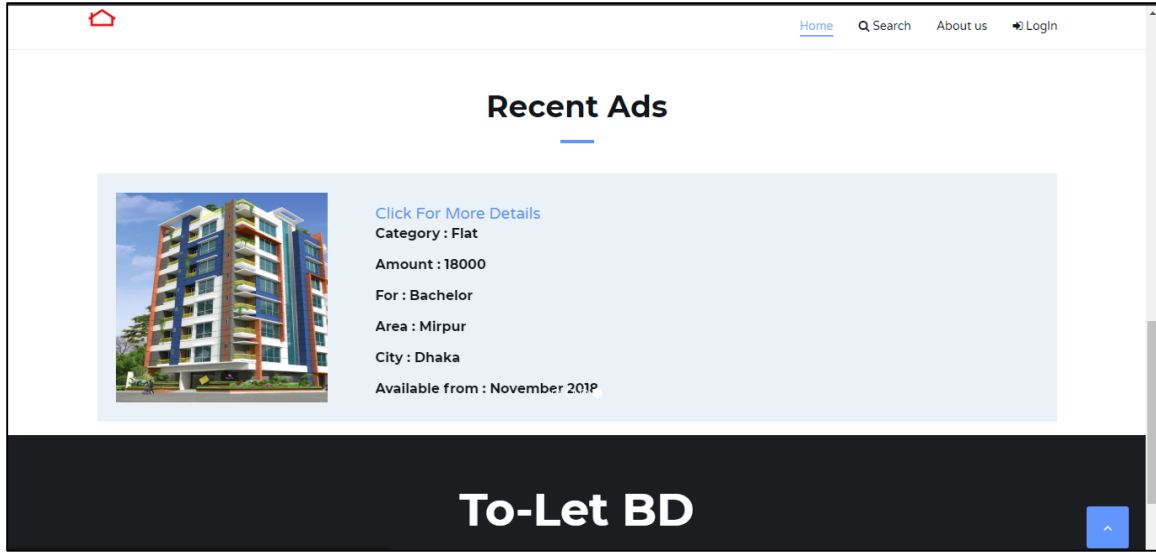 Home Search About us LogIn
Recent Ads
Click For More Details
Category : Flat
Amount : 18000
For : Bachelor
Area : Mirpur
City : Dhaka
Available from : November 2018
To-Let BD